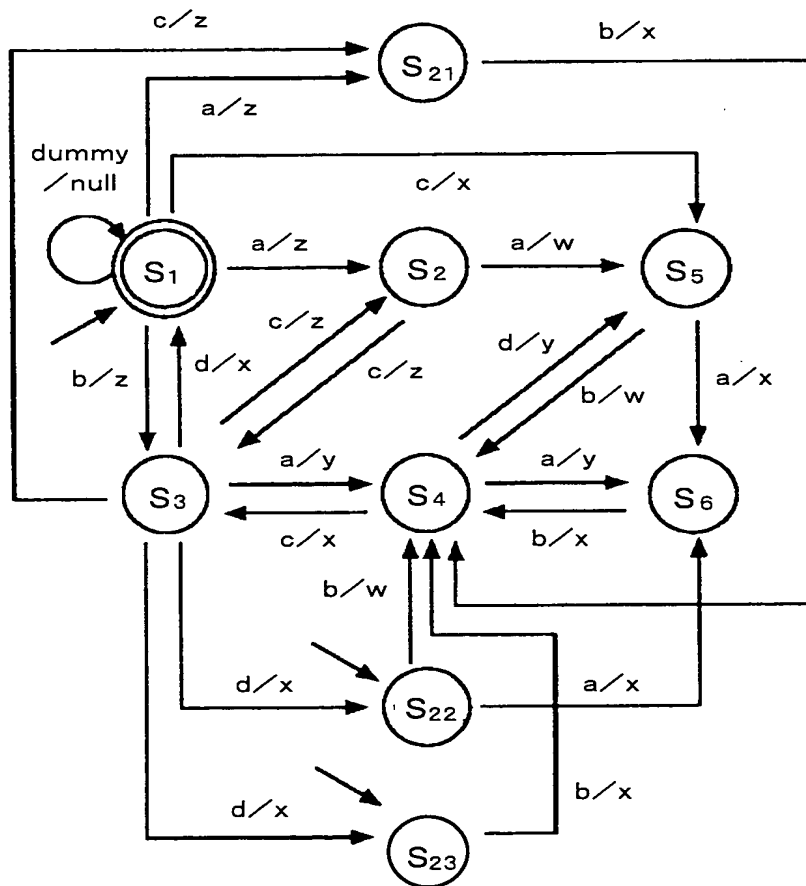 c/z
b/x
S21
a/z
dummy
/null
c/x
S1
a/z
S2
a/w
S5
c/z
d/y
b/z
d/x
c/z
b/w
a/x
S3
a/y
S4
a/y
S6
c/x
b/x
b/w
d/x
S22
a/x
d/x
b/x
S23